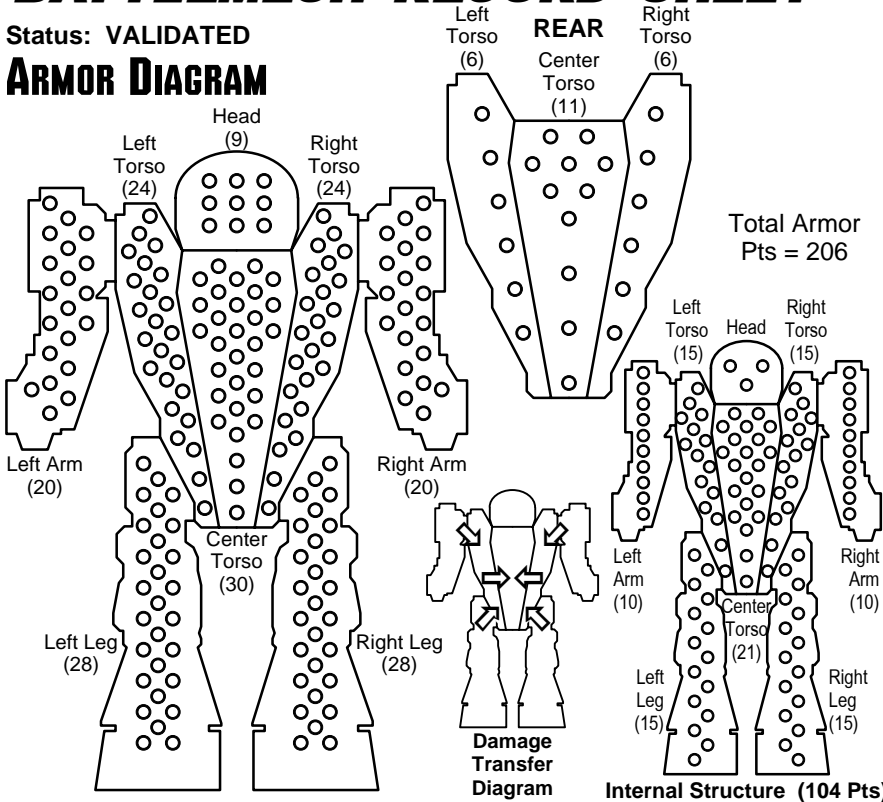 BATTLEMECH RECORD SHEET
Status: VALIDATED
ARMOR DIAGRAM
Left
Torso
(6)
REAR
Center
Torso
(11)
Right
Torso
(6)
Head
(9)
Left
Torso
(24)
Right
Torso
(24)
Total Armor
Pts = 206
Left Arm
(20)
Right Arm
(20)
Center
Torso
(30)
Left Leg
(28)
Right Leg
(28)
Left
Torso
(15)
Head
Right
Torso
(15)
Left
Arm
(10)
Right
Arm
(10)
Center
Torso
(21)
Left
Leg
(15)
Right
Leg
(15)
Damage
Transfer
Diagram
Internal Structure (104 Pts)